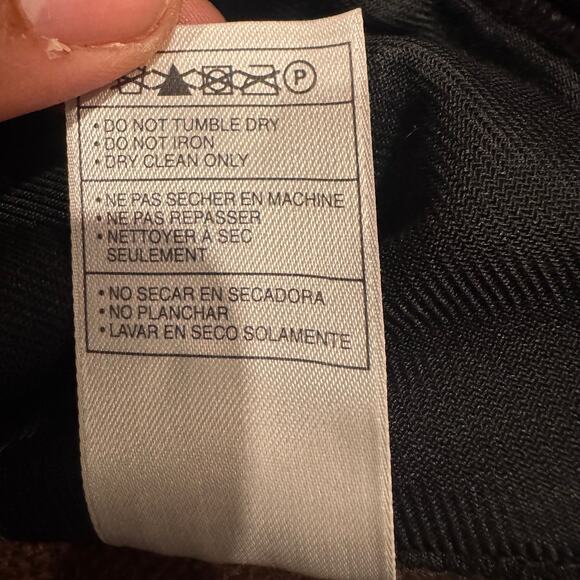 P
• DO NOT TUMBLE DRY
• DO NOT IRON
• DRY CLEAN ONLY
• NE PAS SÉCHER EN MACHINE
• NE PAS REPASSER
• NETTOYER À SEC
SEULEMENT
• NO SECAR EN SECADORA
• NO PLANCHAR
• LAVAR EN SECO SOLAMENTE